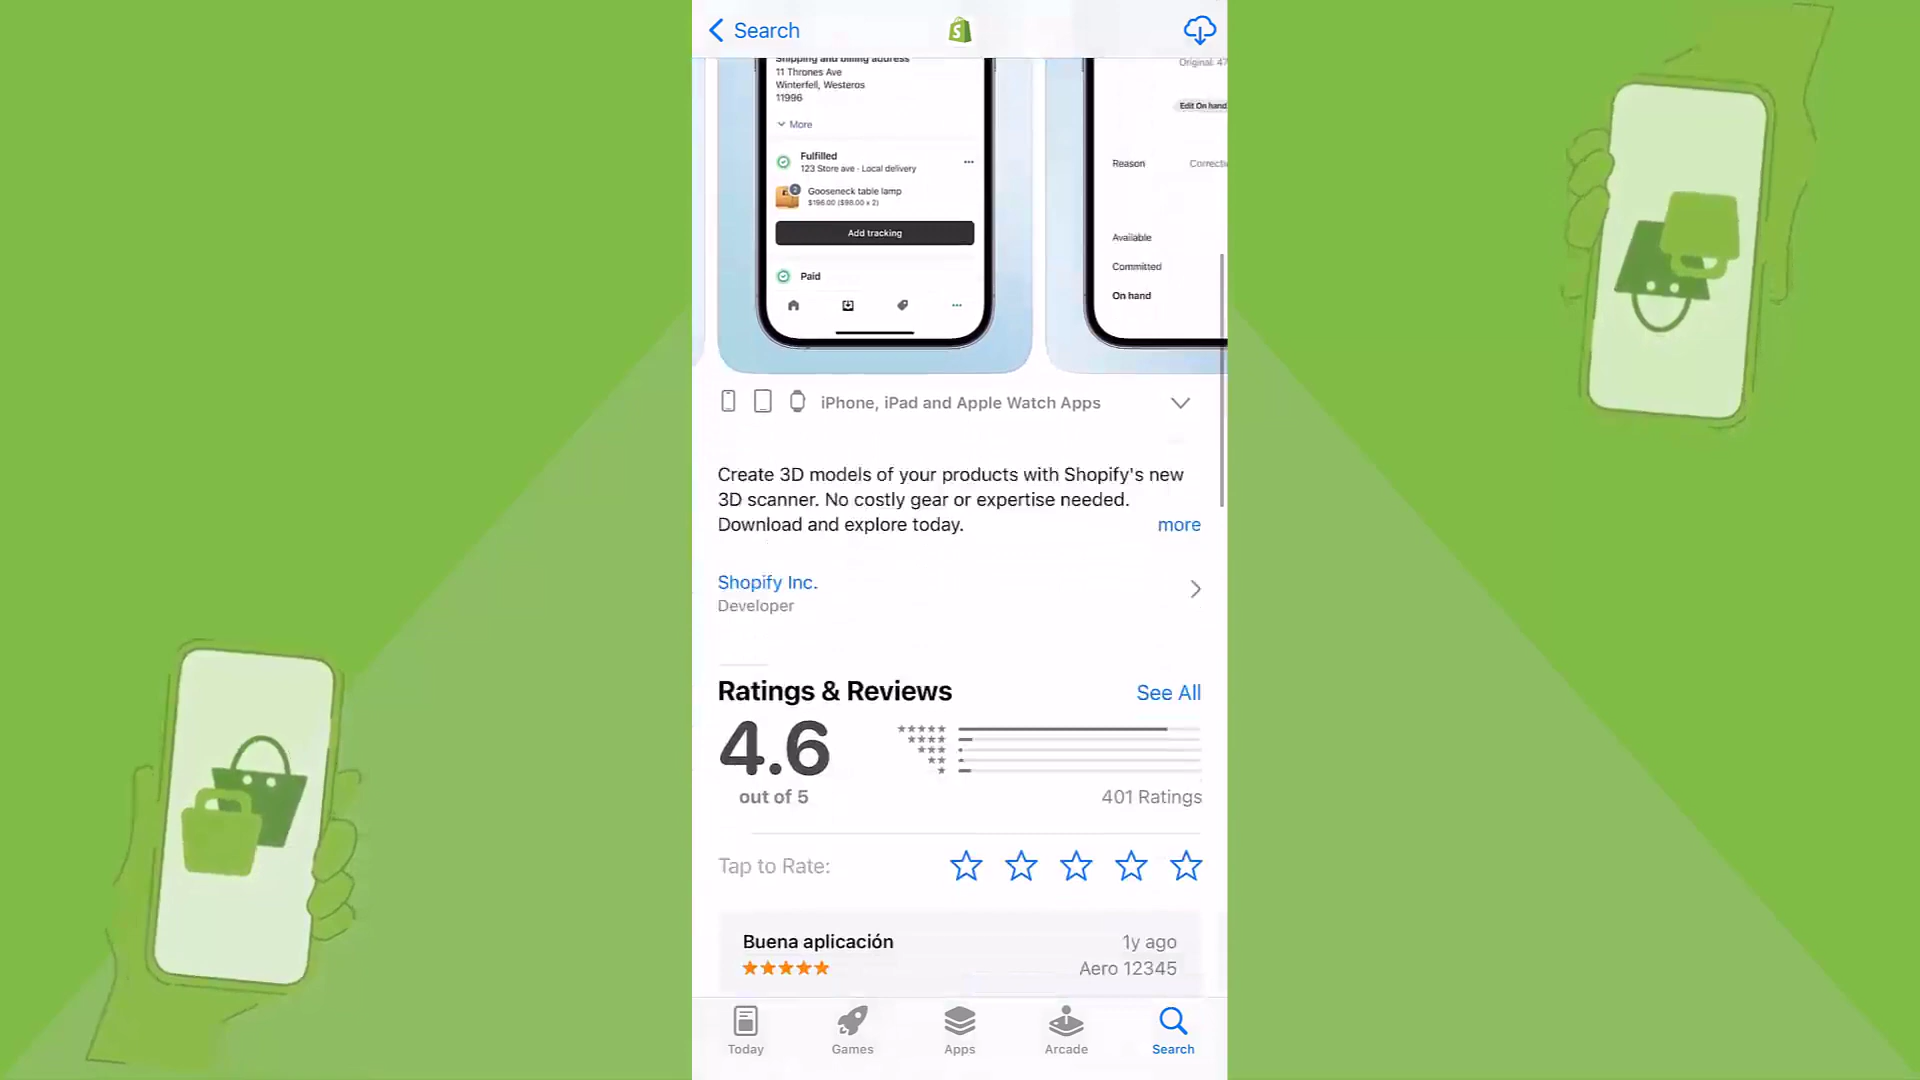 Search
Shipping and billing address
11 Thrones Ave
Winterfell, Westeros
11996
More
Fulfilled
123 Store ave · Local delivery
2
Gooseneck table lamp
$196.00 ($98.00 x 2)
Add tracking
Paid
Original: 47
Edit On hand
Reason
Available
Committed
On hand
iPhone, iPad and Apple Watch Apps
Create 3D models of your products with Shopify's new
3D scanner. No costly gear or expertise needed.
Download and explore today.
more
Shopify Inc.
Developer
Ratings & Reviews
See All
4.6
out of 5
401 Ratings
Tap to Rate:
Buena aplicación
1y ago
Aero 12345
Today
Games
Apps
Arcade
Search